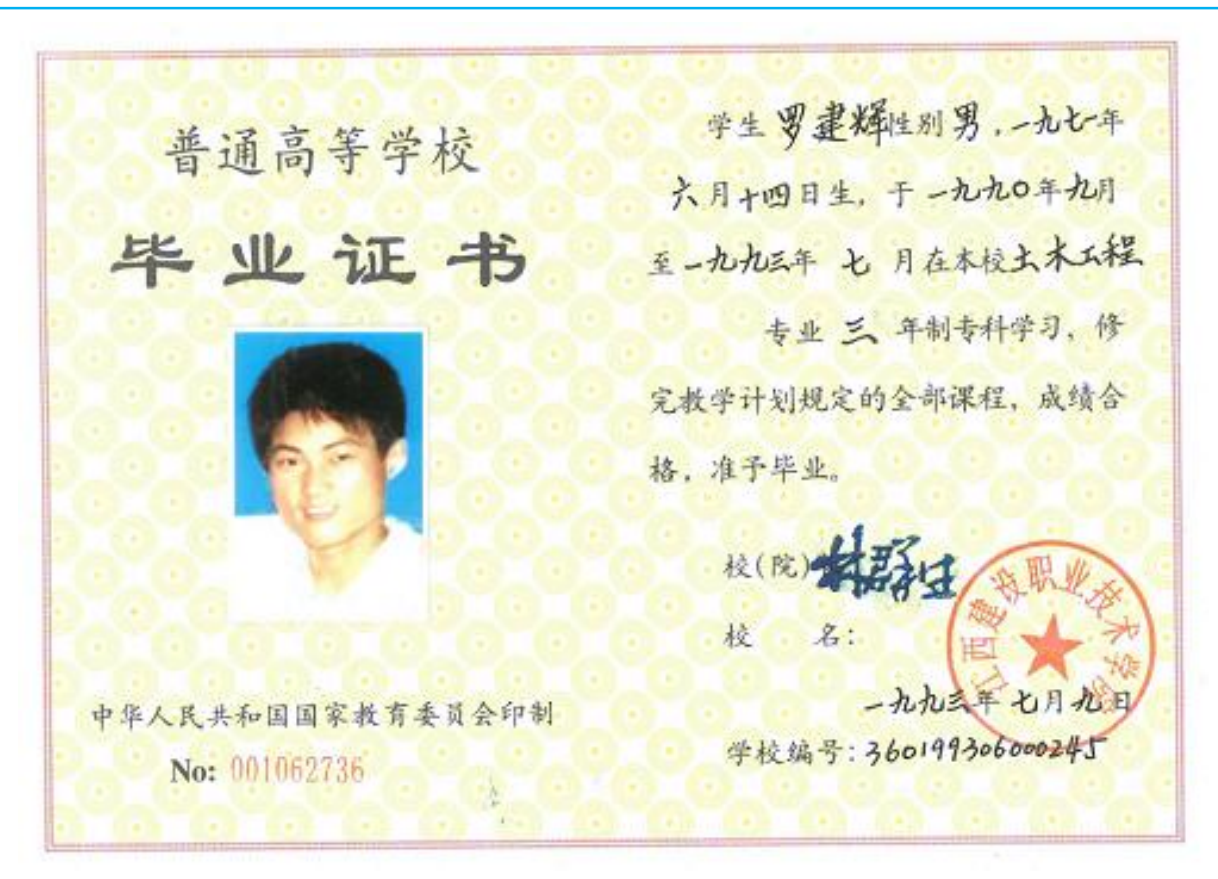 普通高等学校
毕业证书
中华人民共和国国家教育委员会印制
No: 001062736
学生 罗建辉 性别 男,一九七一年
六月十四日生, 于 一九九〇年九月
至一九九三年 七 月在本校土木工程
专业 三 年制专科学习, 修
完教学计划规定的全部课程, 成绩合
格, 准予毕业。
校(院)
林群生
校 名:
江西建设职业技术学院
一九九三年 七月九日
学校编号: 360199306000245